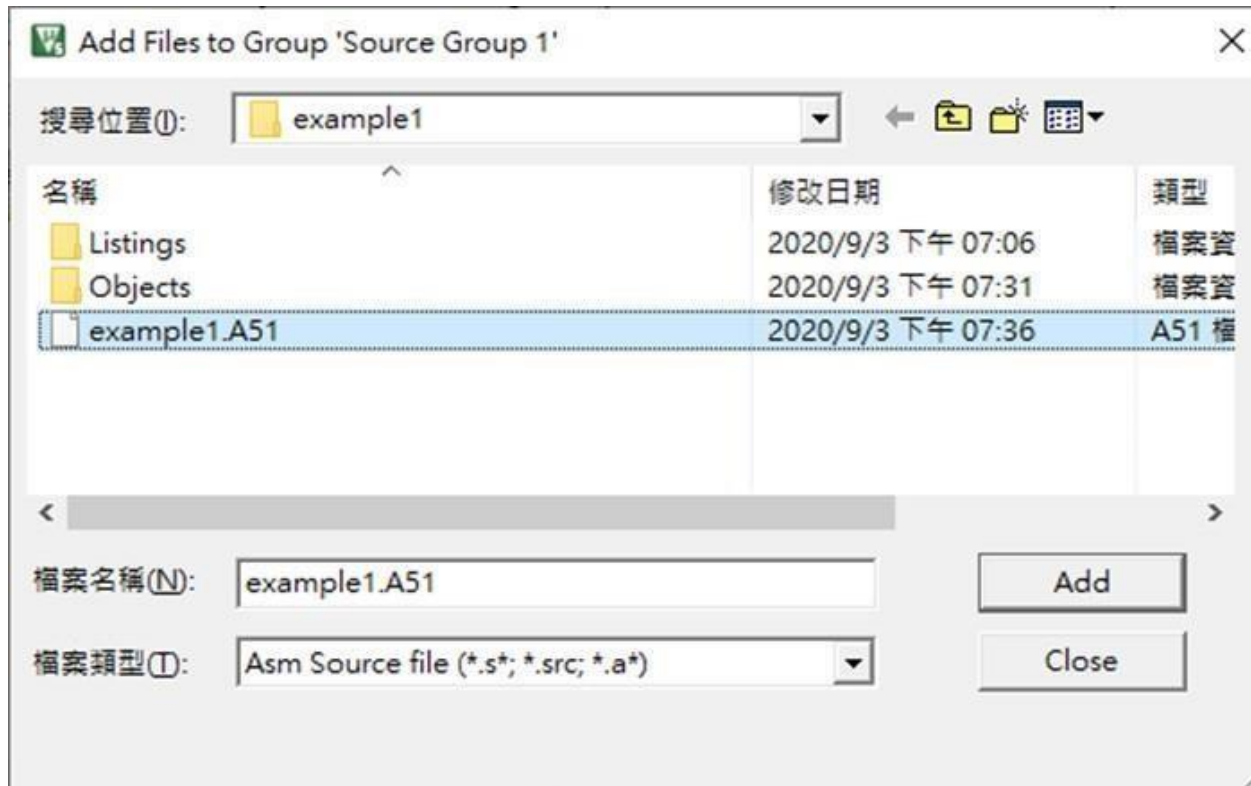 Add Files to Group 'Source Group 1'
搜尋位置(I): example1
名稱 修改日期 類型
Listings 2020/9/3 下午 07:06 檔案資
Objects 2020/9/3 下午 07:31 檔案資
example1.A51 2020/9/3 下午 07:36 A51 檔
檔案名稱(N): example1.A51 Add
檔案類型(T): Asm Source file (*.s*; *.src; *.a*) Close